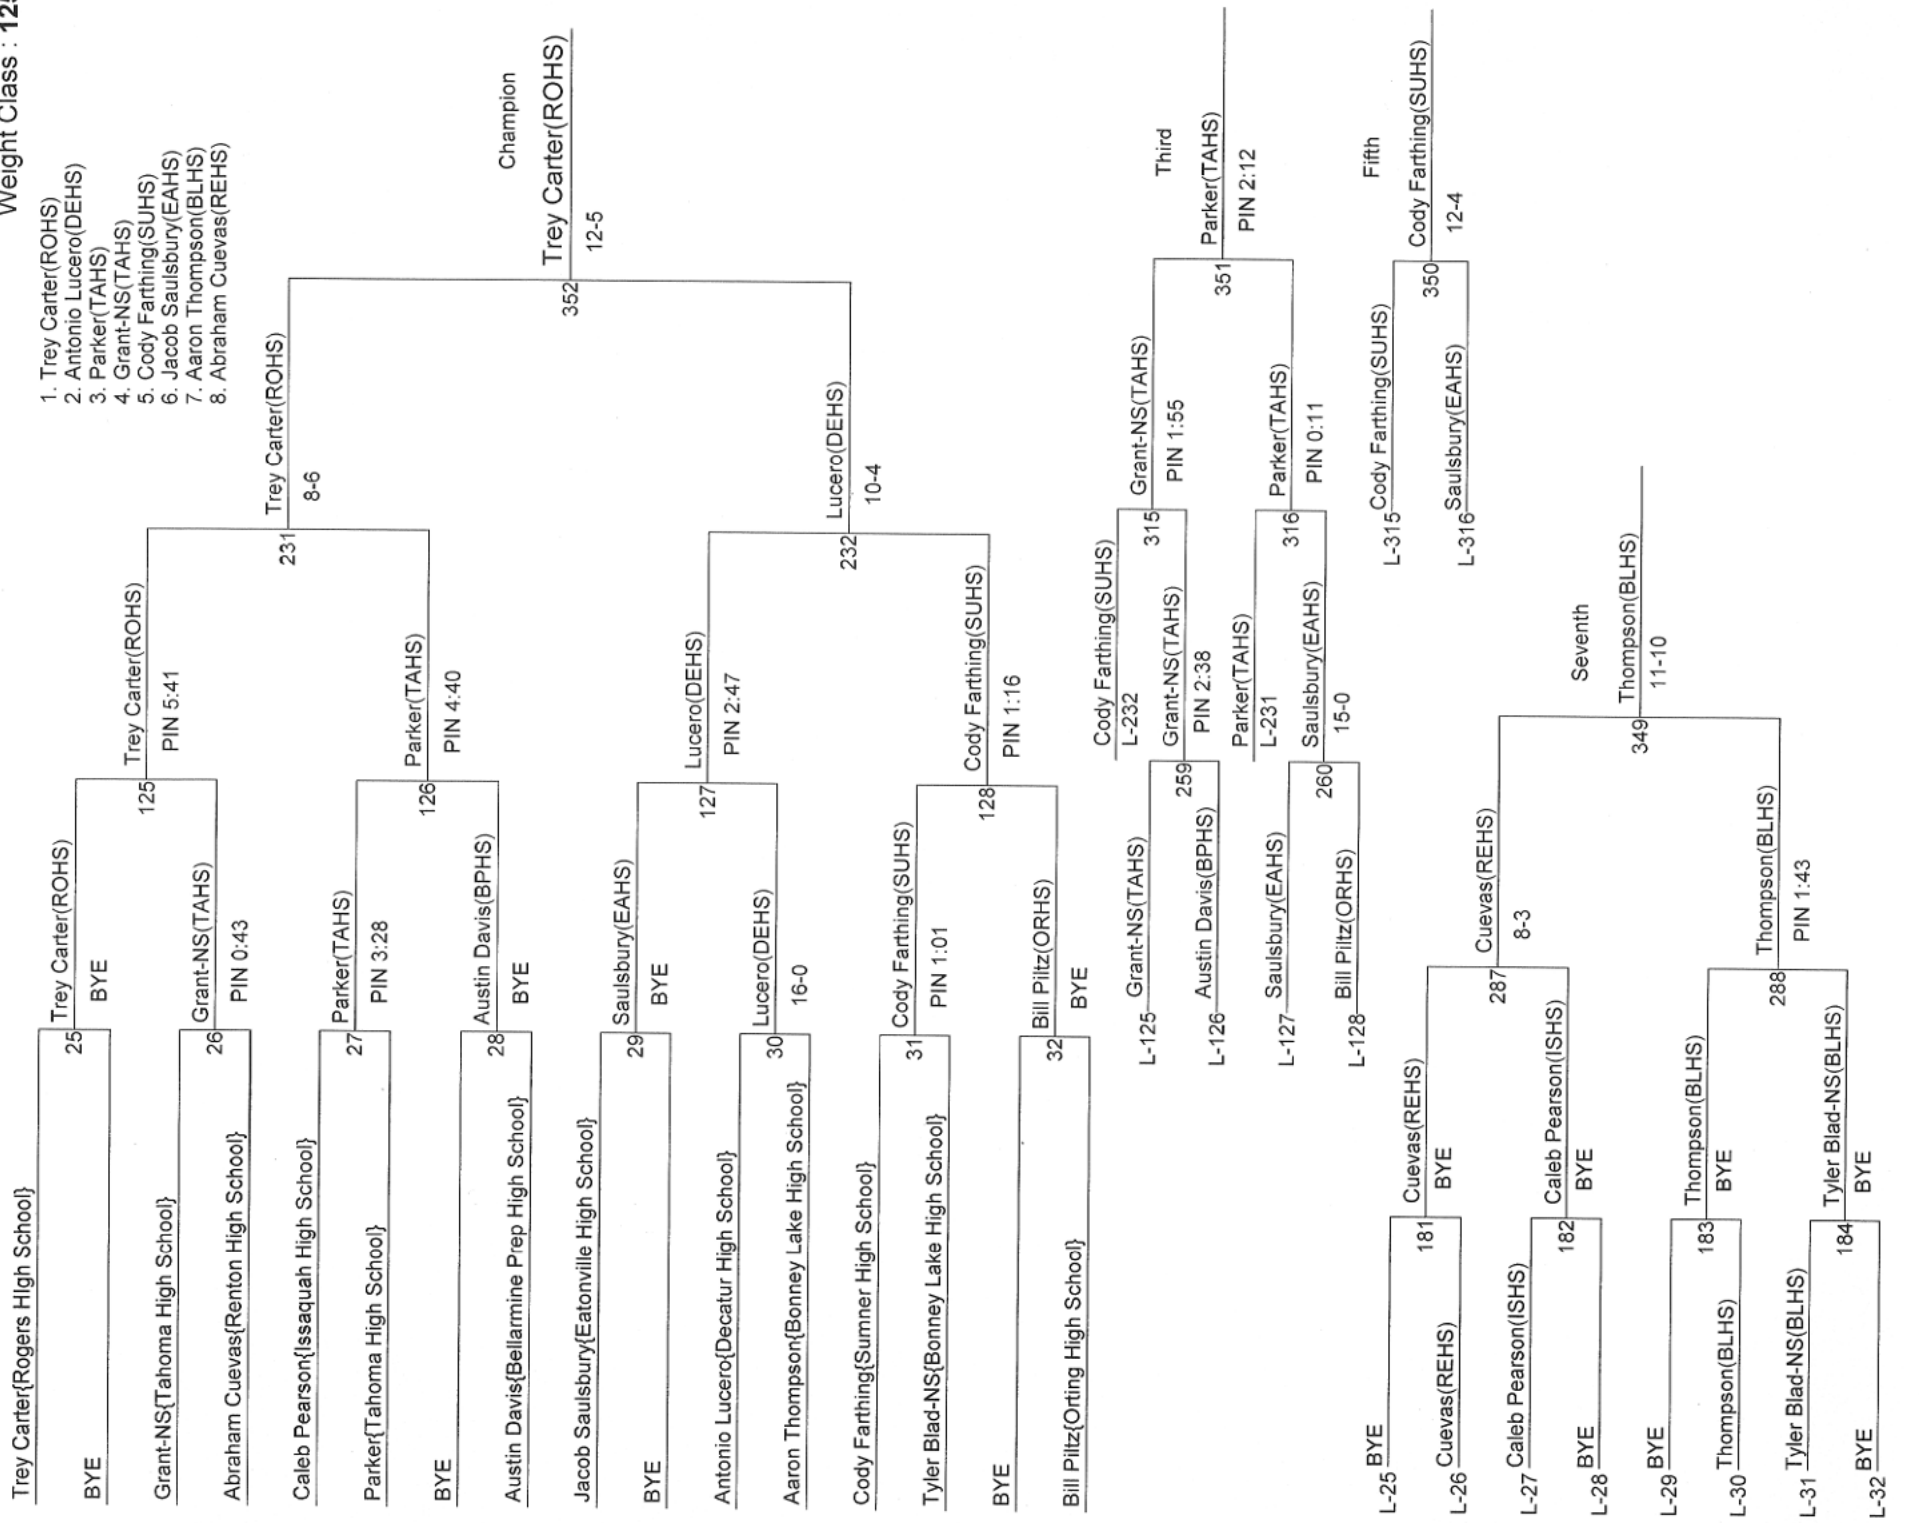 Weight Class : 125
1. Trey Carter(ROHS)
2. Antonio Lucero(DEHS)
3. Parker(TAHS)
4. Grant-NS(TAHS)
5. Cody Farthing(SUHS)
6. Jacob Saulsbury(EAHS)
7. Aaron Thompson(BLHS)
8. Abraham Cuevas(REHS)
Trey Carter{Rogers HIgh School}
BYE
Grant-NS{Tahoma High School}
Abraham Cuevas{Renton High School}
Caleb Pearson{Issaquah High School}
Parker{Tahoma High School}
BYE
Austin Davis{Bellarmine Prep High School}
Jacob Saulsbury{Eatonville High School}
BYE
Antonio Lucero{Decatur High School}
Aaron Thompson{Bonney Lake High School}
Cody Farthing{Sumner High School}
Tyler Blad-NS{Bonney Lake High School}
BYE
Bill Piltz{Orting High School}
25
Trey Carter(ROHS)
BYE
26
Grant-NS(TAHS)
PIN 0:43
27
Parker(TAHS)
PIN 3:28
28
Austin Davis(BPHS)
BYE
29
Saulsbury(EAHS)
BYE
30
Lucero(DEHS)
16-0
31
Cody Farthing(SUHS)
PIN 1:01
32
Bill Piltz(ORHS)
BYE
125
Trey Carter(ROHS)
PIN 5:41
126
Parker(TAHS)
PIN 4:40
127
Lucero(DEHS)
PIN 2:47
128
Cody Farthing(SUHS)
PIN 1:16
231
Trey Carter(ROHS)
8-6
232
Lucero(DEHS)
10-4
352
Champion
Trey Carter(ROHS)
12-5
L-125
Grant-NS(TAHS)
L-126
Austin Davis(BPHS)
L-127
Saulsbury(EAHS)
L-128
Bill Piltz(ORHS)
Cody Farthing(SUHS)
L-232
259
Grant-NS(TAHS)
PIN 2:38
Parker(TAHS)
L-231
260
Saulsbury(EAHS)
15-0
315
Grant-NS(TAHS)
PIN 1:55
316
Parker(TAHS)
PIN 0:11
351
Third
Parker(TAHS)
PIN 2:12
L-315
Cody Farthing(SUHS)
L-316
Saulsbury(EAHS)
350
Fifth
Cody Farthing(SUHS)
12-4
L-25
BYE
L-26
Cuevas(REHS)
L-27
Caleb Pearson(ISHS)
L-28
BYE
L-29
BYE
L-30
Thompson(BLHS)
L-31
Tyler Blad-NS(BLHS)
L-32
BYE
181
Cuevas(REHS)
BYE
182
Caleb Pearson(ISHS)
BYE
183
Thompson(BLHS)
BYE
184
Tyler Blad-NS(BLHS)
BYE
287
Cuevas(REHS)
8-3
288
Thompson(BLHS)
PIN 1:43
349
Seventh
Thompson(BLHS)
11-10